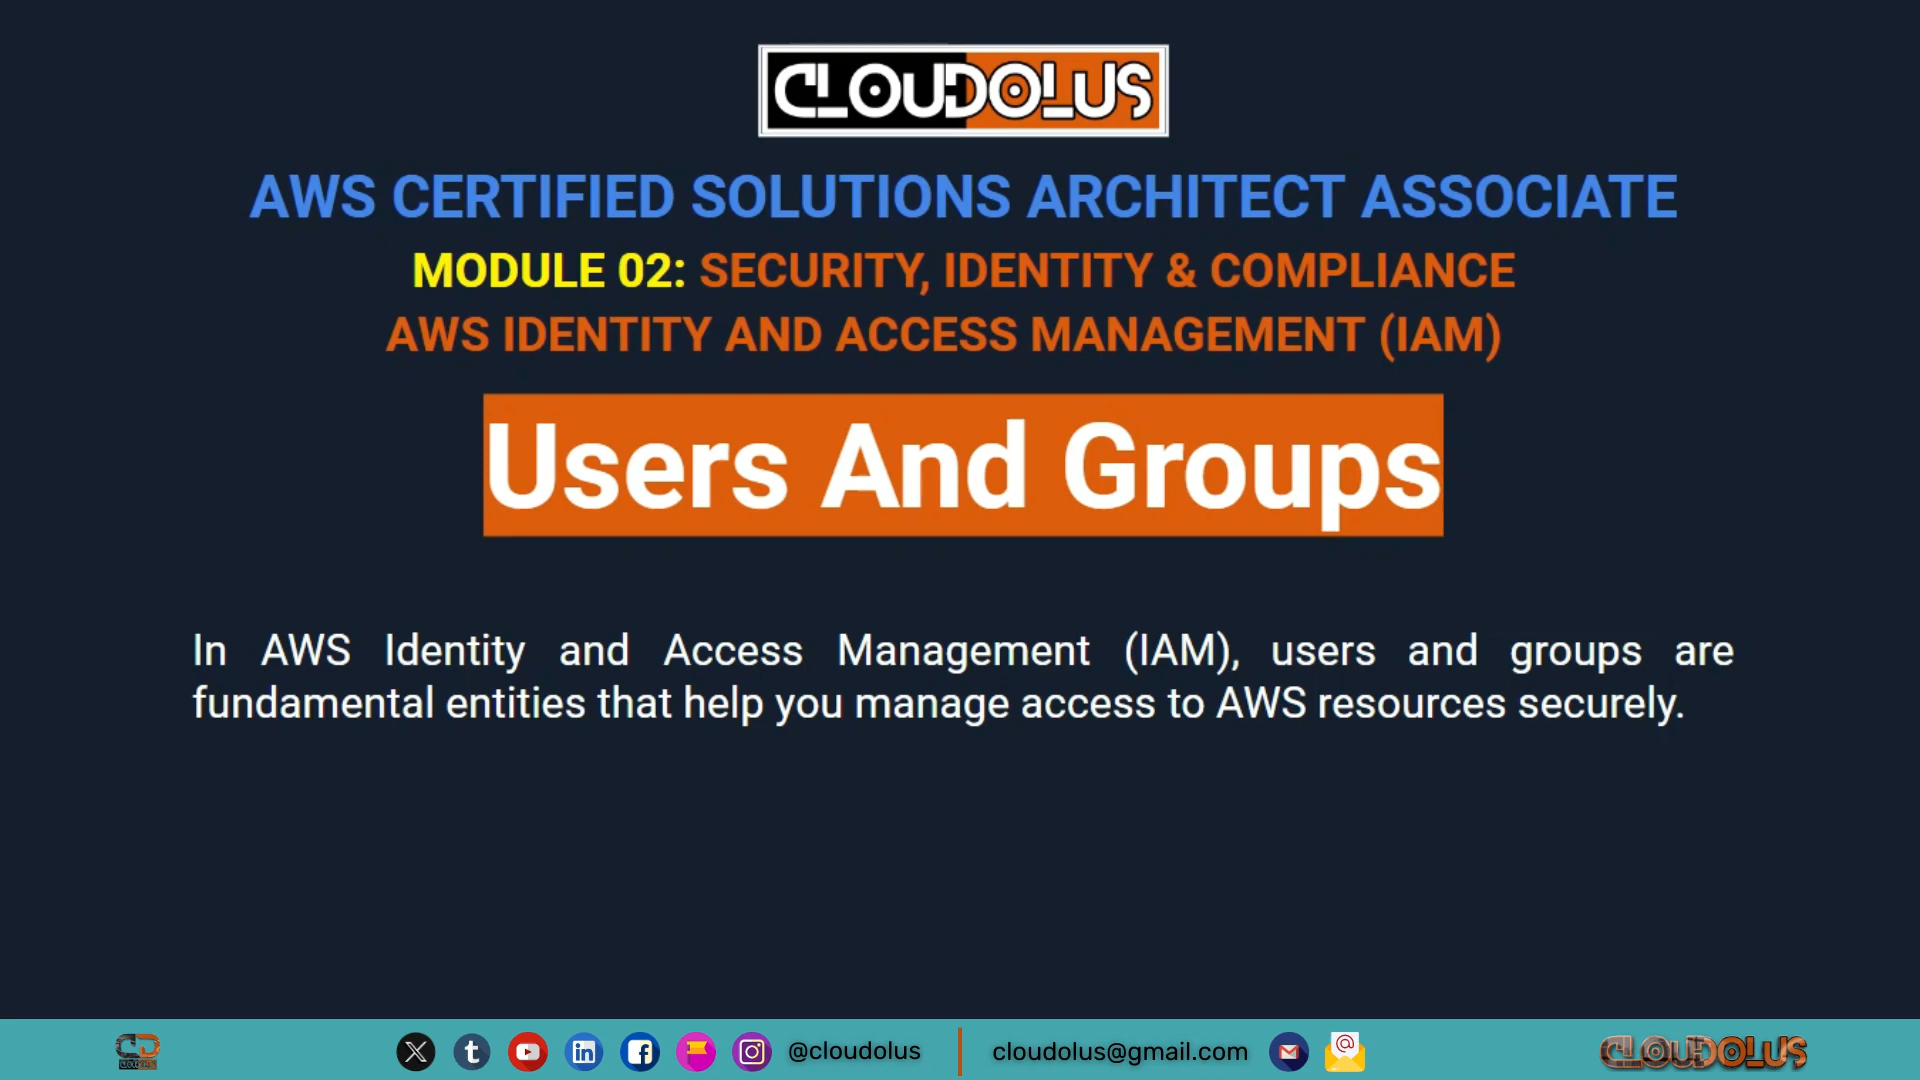 CLOUDOLUS
AWS CERTIFIED SOLUTIONS ARCHITECT ASSOCIATE
MODULE 02: SECURITY, IDENTITY & COMPLIANCE
AWS IDENTITY AND ACCESS MANAGEMENT (IAM)
Users And Groups
In AWS Identity and Access Management (IAM), users and groups are
fundamental entities that help you manage access to AWS resources securely.
@cloudolus cloudolus@gmail.com CLOUDOLUS